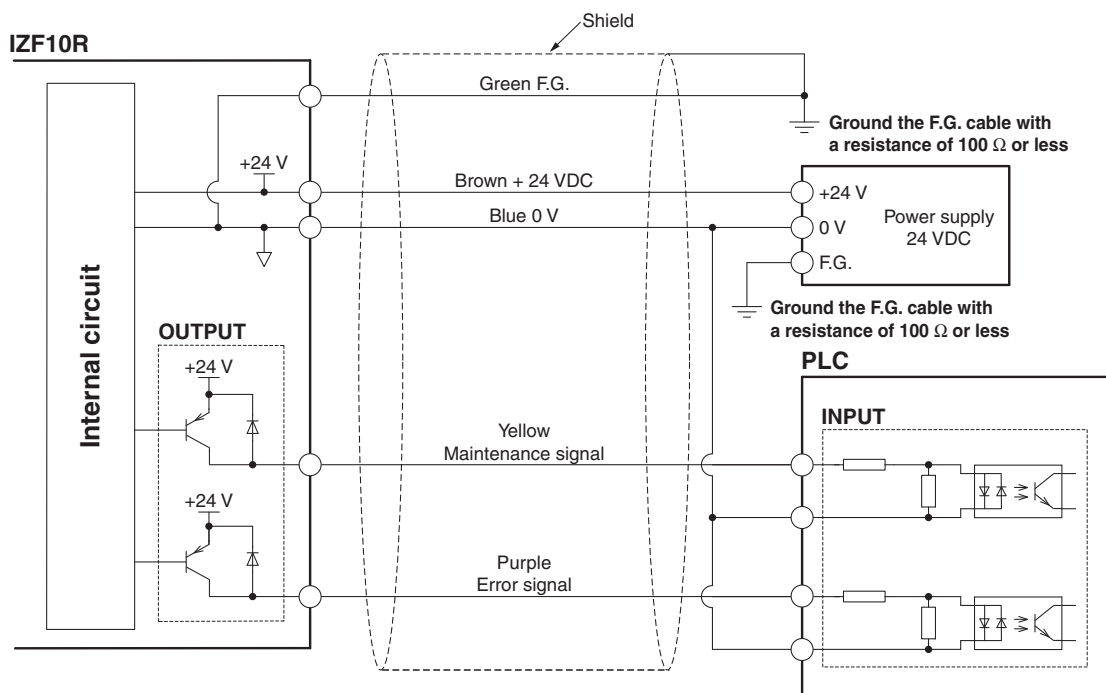 Shield
IZF10R
Green F.G.
Ground the F.G. cable with
a resistance of 100 Ω or less
+24 V
Brown + 24 VDC
+24 V
Blue 0 V
0 V
Power supply
24 VDC
F.G.
Ground the F.G. cable with
a resistance of 100 Ω or less
Internal circuit
OUTPUT
+24 V
PLC
INPUT
Yellow
Maintenance signal
+24 V
Purple
Error signal